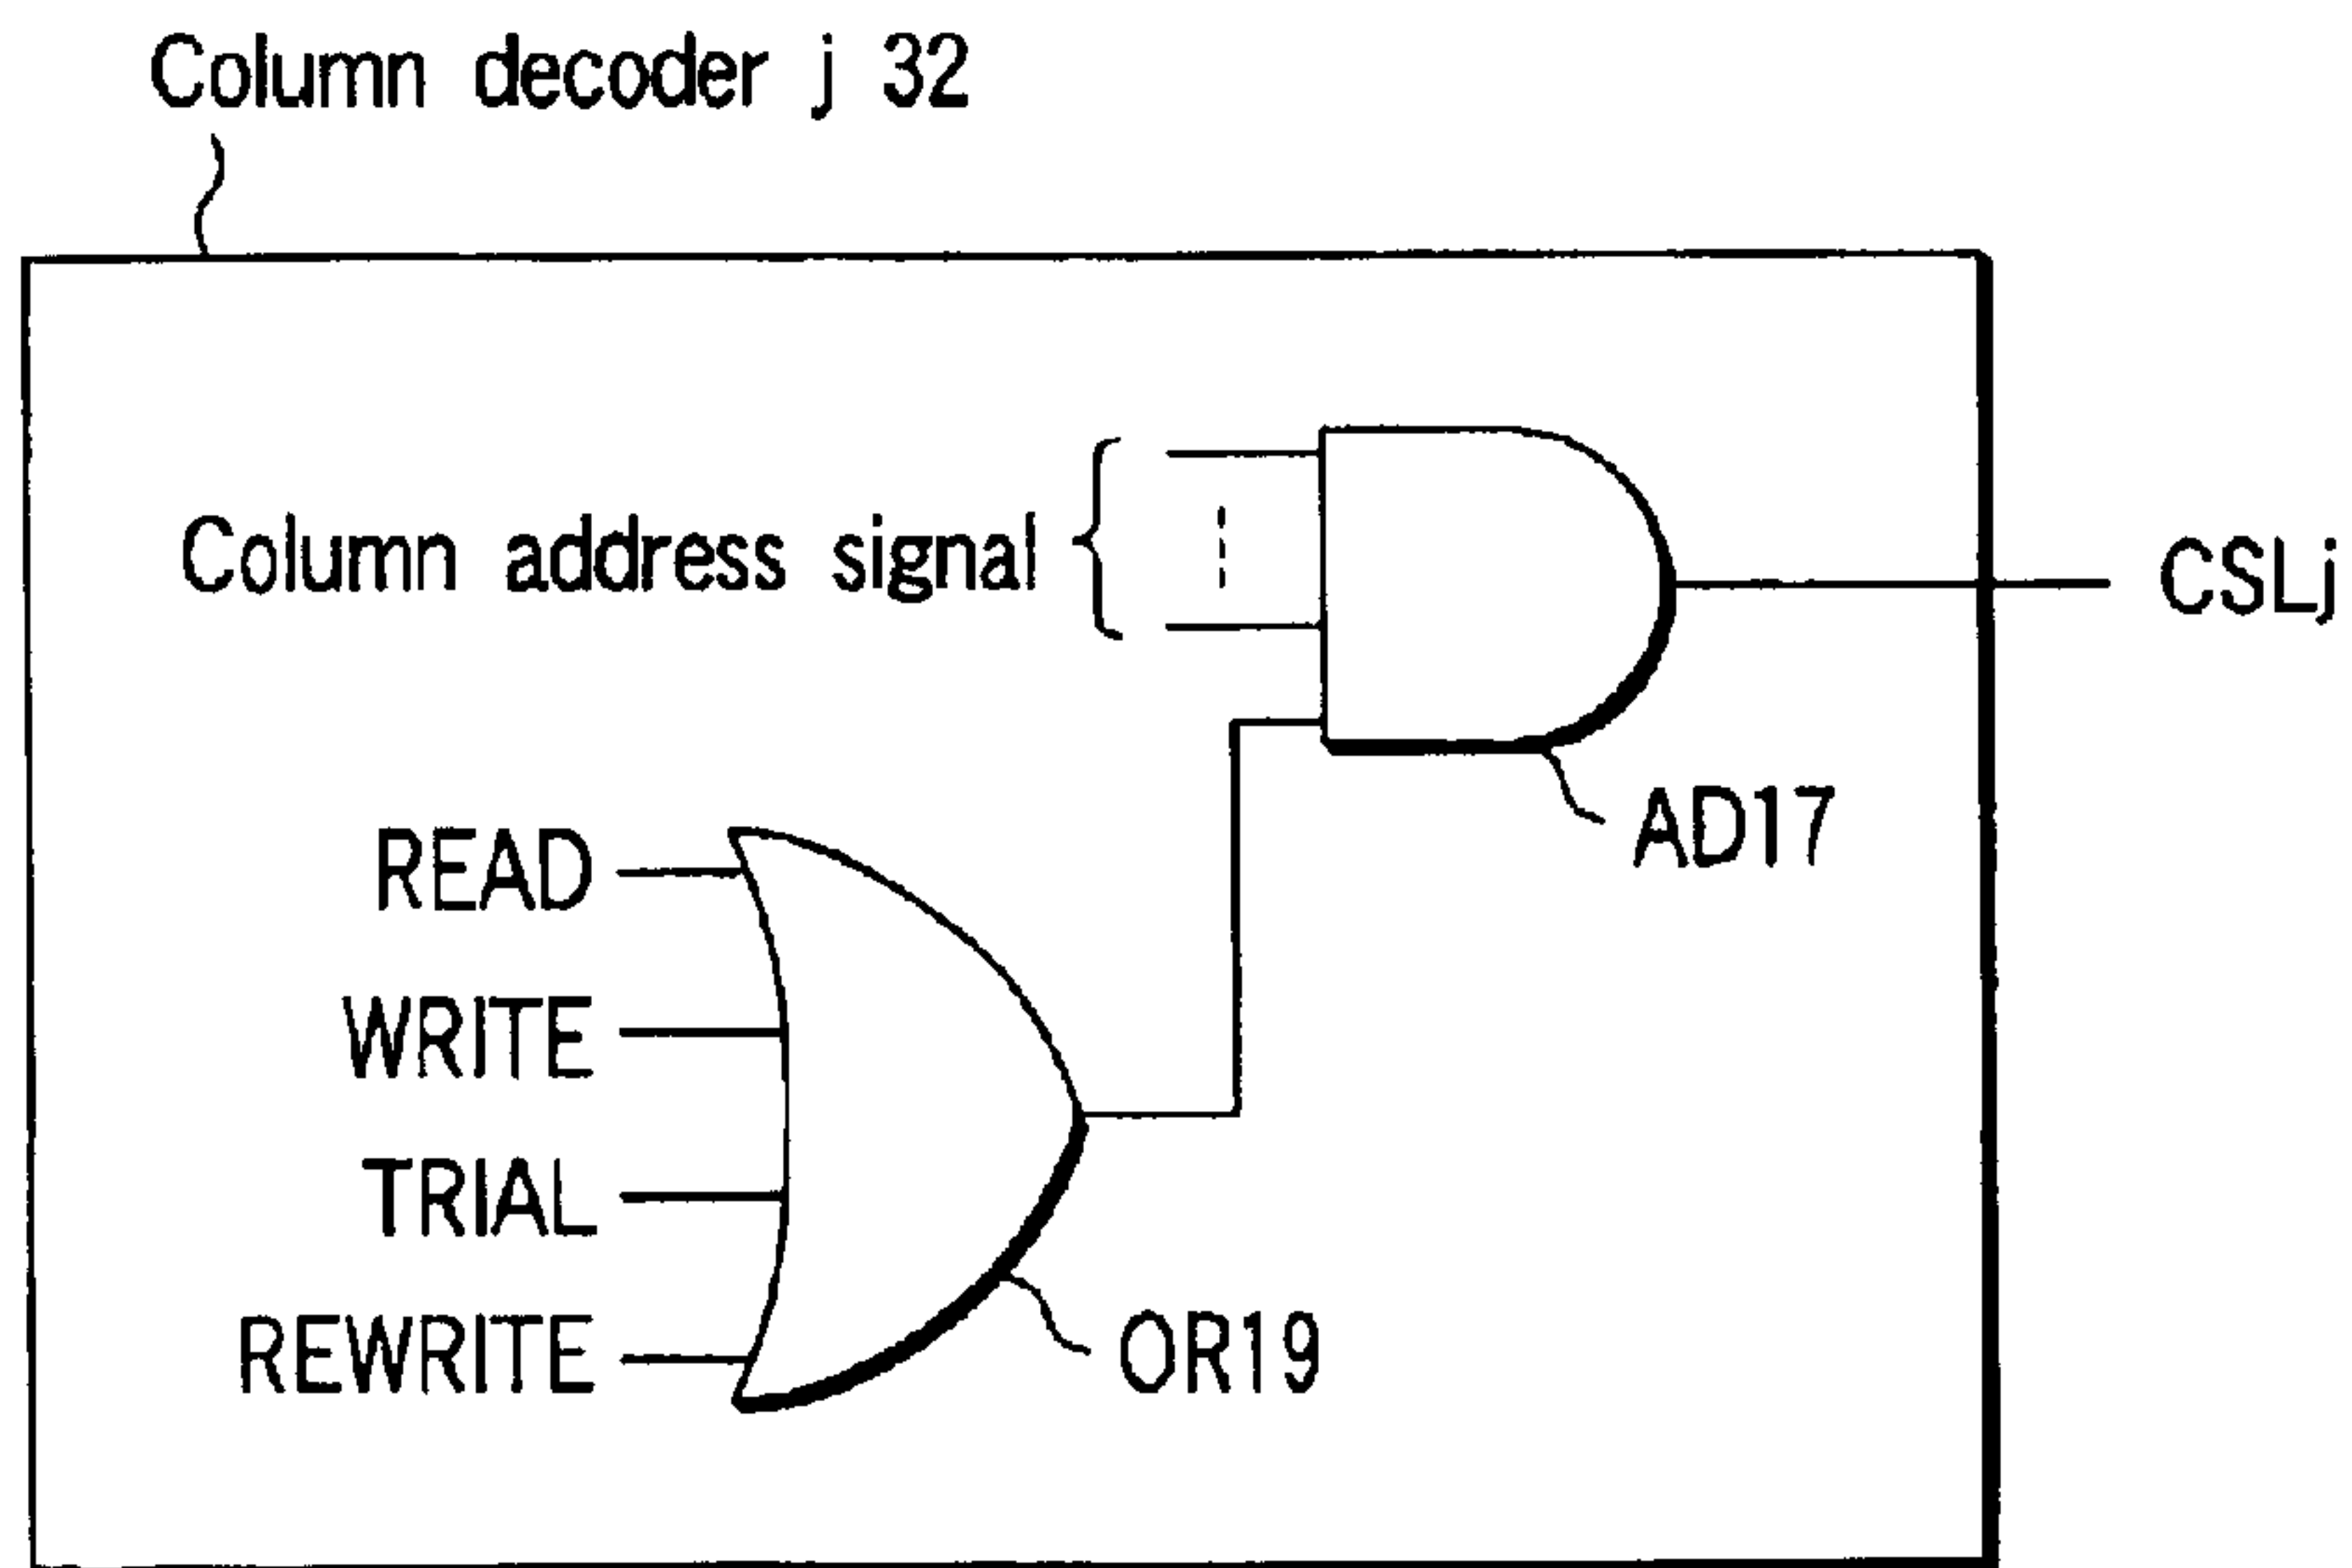 Column decoder j 32
Column address signal
CSLj
AD17
READ
WRITE
TRIAL
REWRITE
OR19